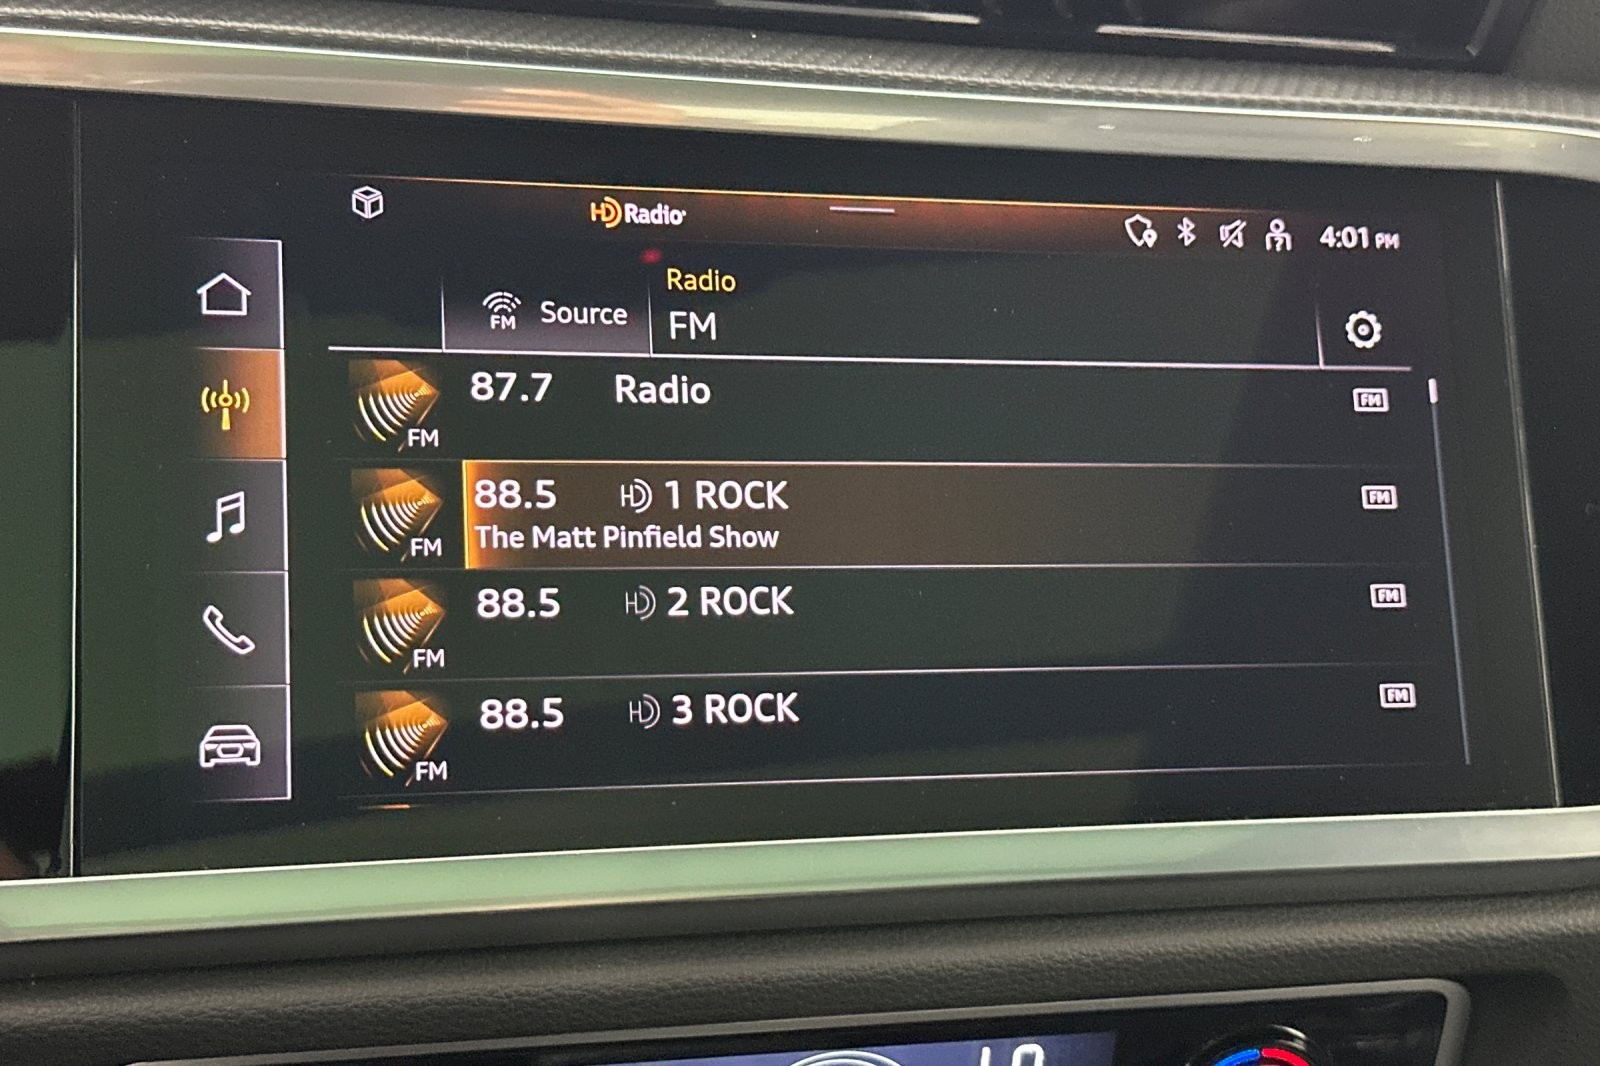 HD Radio
4:01 PM
FM Source
Radio
FM
87.7 Radio
FM
FM
88.5 HD 1 ROCK
The Matt Pinfield Show
FM
FM
88.5 HD 2 ROCK
FM
FM
88.5 HD 3 ROCK
FM
FM